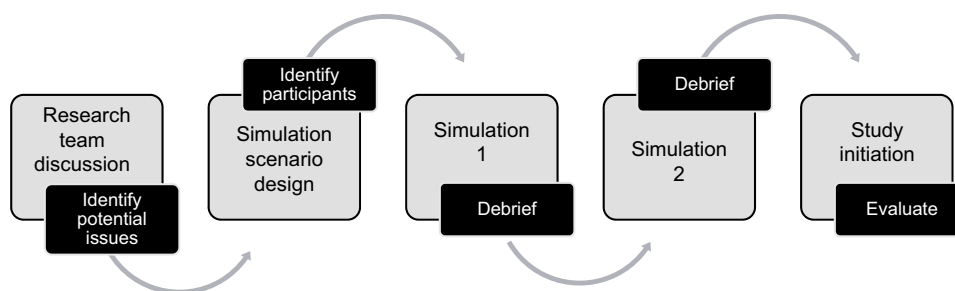 Research
team
discussion
Identify
potential
issues
Identify
participants
Simulation
scenario
design
Simulation
1
Debrief
Debrief
Simulation
2
Study
initiation
Evaluate